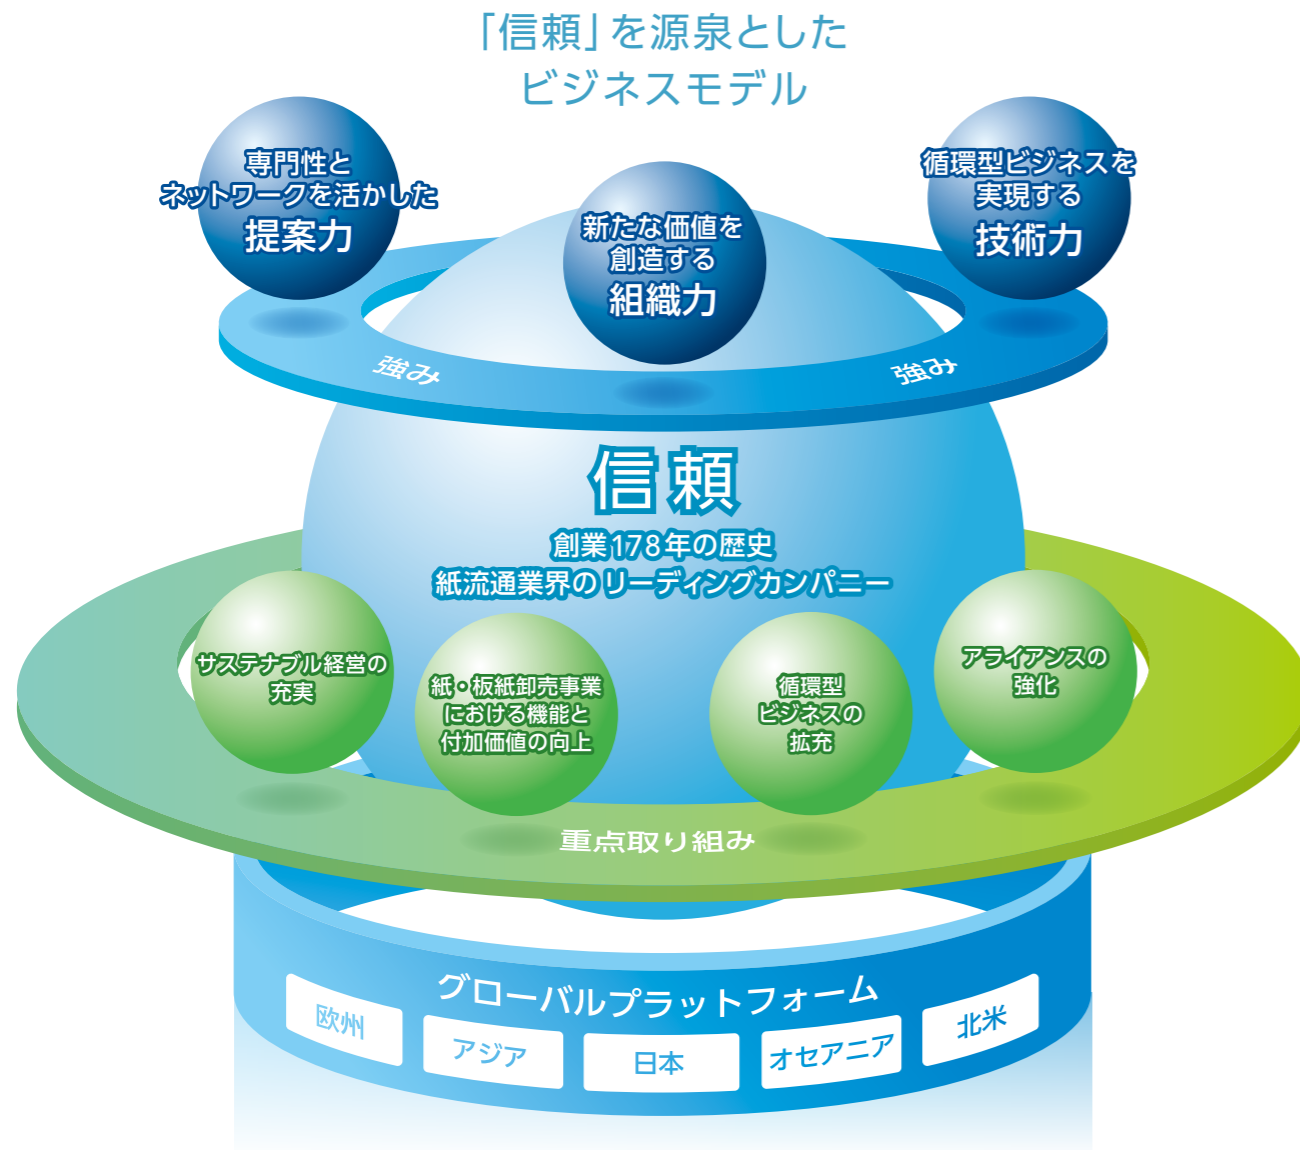 「信頼」を源泉とした
ビジネスモデル
専門性と
ネットワークを活かした
提案力
新たな価値を
創造する
組織力
循環型ビジネスを
実現する
技術力
強み
強み
信頼
創業178年の歴史
紙流通業界のリーディングカンパニー
サステナブル経営の
充実
紙・板紙卸売事業
における機能と
付加価値の向上
循環型
ビジネスの
拡充
アライアンスの
強化
重点取り組み
グローバルプラットフォーム
欧州
アジア
日本
オセアニア
北米